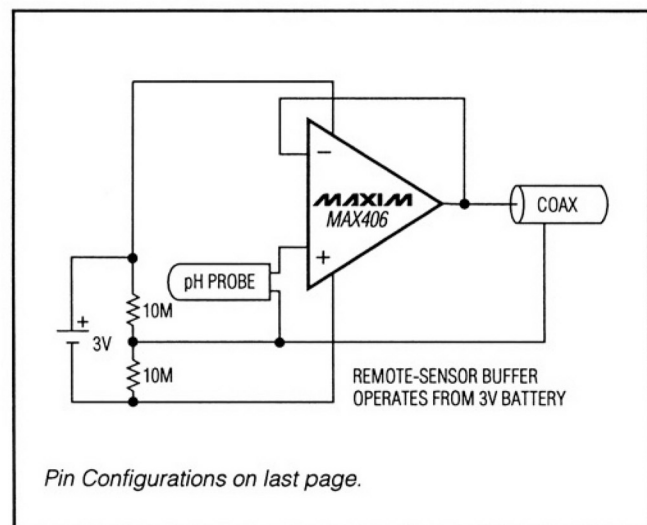 −
MAXIM
MAX406
+
COAX
pH PROBE
+
10M
3V
10M
REMOTE-SENSOR BUFFER
OPERATES FROM 3V BATTERY
Pin Configurations on last page.